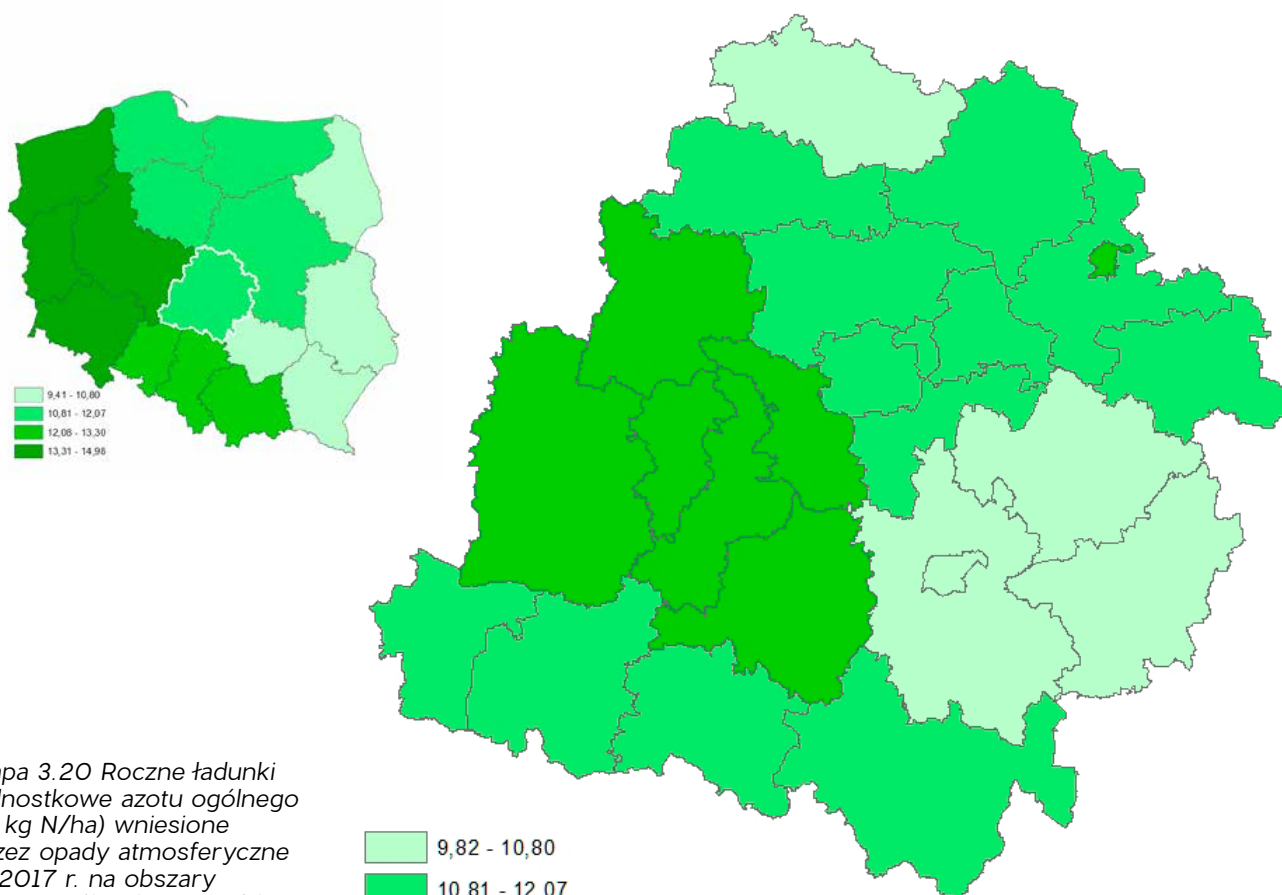 9,41 - 10,80
10,81 - 12,07
12,08 - 13,30
13,31 - 14,98
pa 3.20 Roczne ładunki
dnostkowe azotu ogólnego
kg N/ha) wniesione
zez opady atmosferyczne
2017 r. na obszary
9,82 - 10,80
10,81 - 12,07